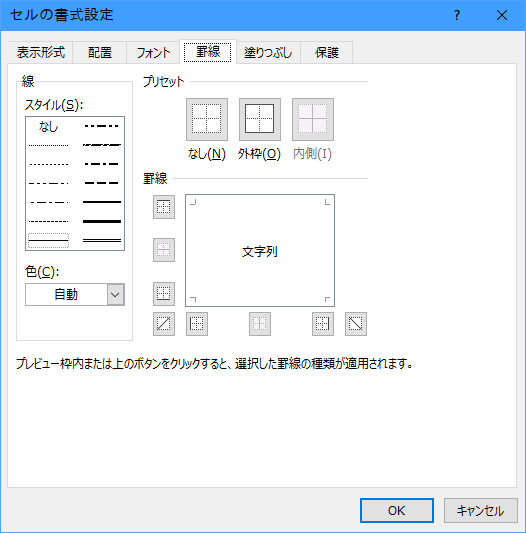 セルの書式設定
表示形式 配置 フォント 罫線 塗りつぶし 保護
線
スタイル(S):
なし
色(C):
自動
プリセット
なし(N) 外枠(O) 内側(I)
罫線
文字列
プレビュー枠内または上のボタンをクリックすると、選択した罫線の種類が適用されます。
OK キャンセル